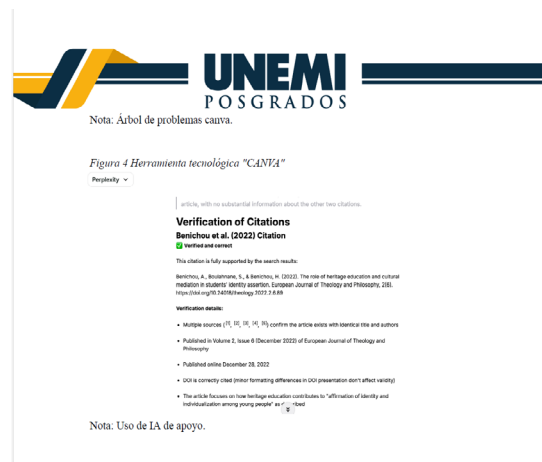 UNEMI
POSGRADOS
Nota: Árbol de problemas canva.
Figura 4 Herramienta tecnológica "CANVA"
Perplexity
article, with no substantial information about the other two citations.
Verification of Citations
Benichou et al. (2022) Citation
✅ Verified and correct
This citation is fully supported by the search results:
Benichou, A., Boulahnane, S., & Benichou, H. (2022). The role of heritage education and cultural
mediation in students' identity assertion. European Journal of Theology and Philosophy, 2(6).
https://doi.org/10.24018/theology.2022.2.6.89
Verification details:
• Multiple sources ([1], [2], [3], [4], [5]) confirm the article exists with identical title and authors
• Published in Volume 2, Issue 6 (December 2022) of European Journal of Theology and
Philosophy
• Published online December 28, 2022
• DOI is correctly cited (minor formatting differences in DOI presentation don't affect validity)
• The article focuses on how heritage education contributes to "affirmation of identity and
individualization among young people" as
Nota: Uso de IA de apoyo.